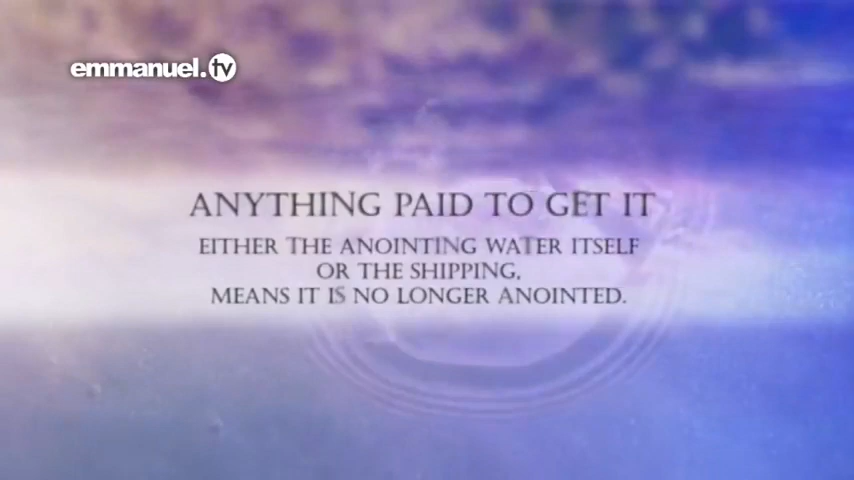 emmanuel.tv
ANYTHING PAID TO GET IT
EITHER THE ANOINTING WATER ITSELF
OR THE SHIPPING,
MEANS IT IS NO LONGER ANOINTED.